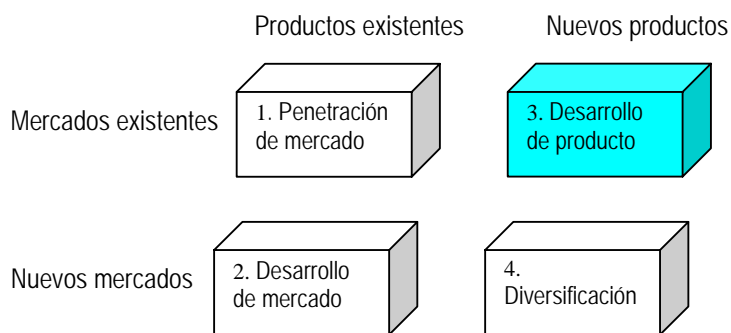 Productos existentes
Nuevos productos
Mercados existentes
1. Penetración
de mercado
3. Desarrollo
de producto
Nuevos mercados
2. Desarrollo
de mercado
4.
Diversificación